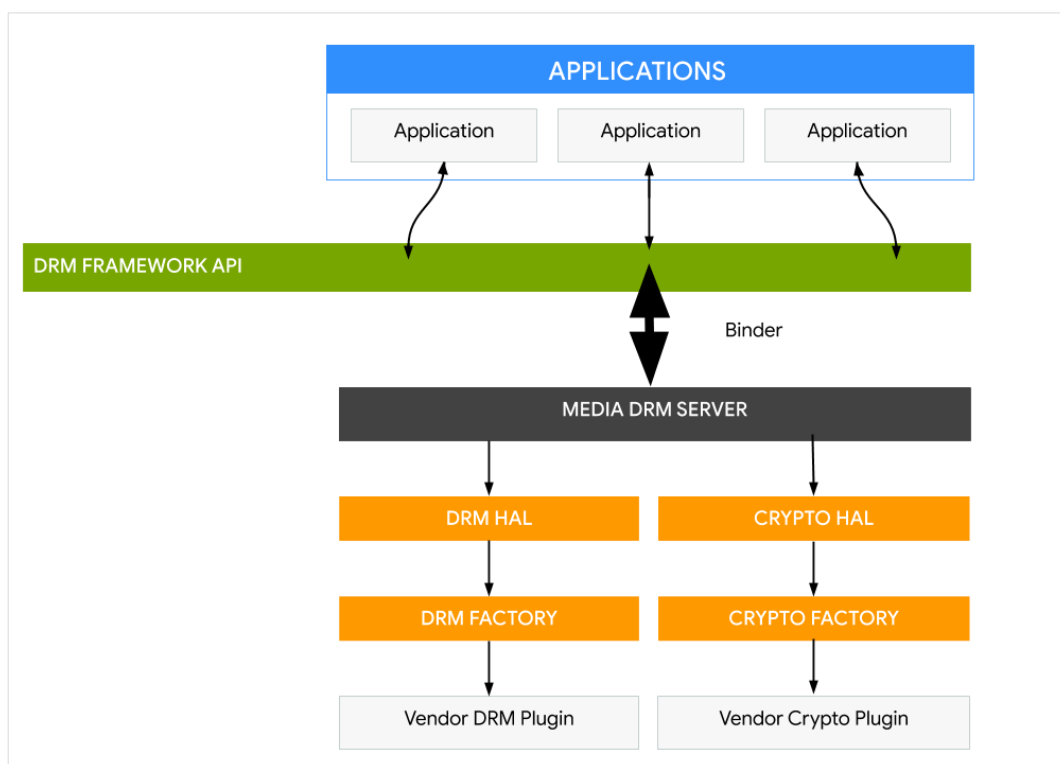 APPLICATIONS
Application
Application
Application
DRM FRAMEWORK API
Binder
MEDIA DRM SERVER
DRM HAL
CRYPTO HAL
DRM FACTORY
CRYPTO FACTORY
Vendor DRM Plugin
Vendor Crypto Plugin